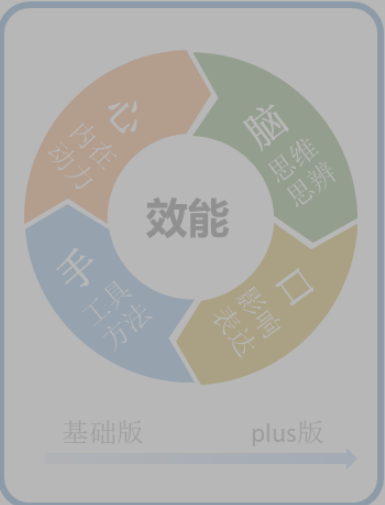 心
内在
动力
脑
思维
思辨
效能
手
工具
方法
口
影响
表达
基础版
plus版